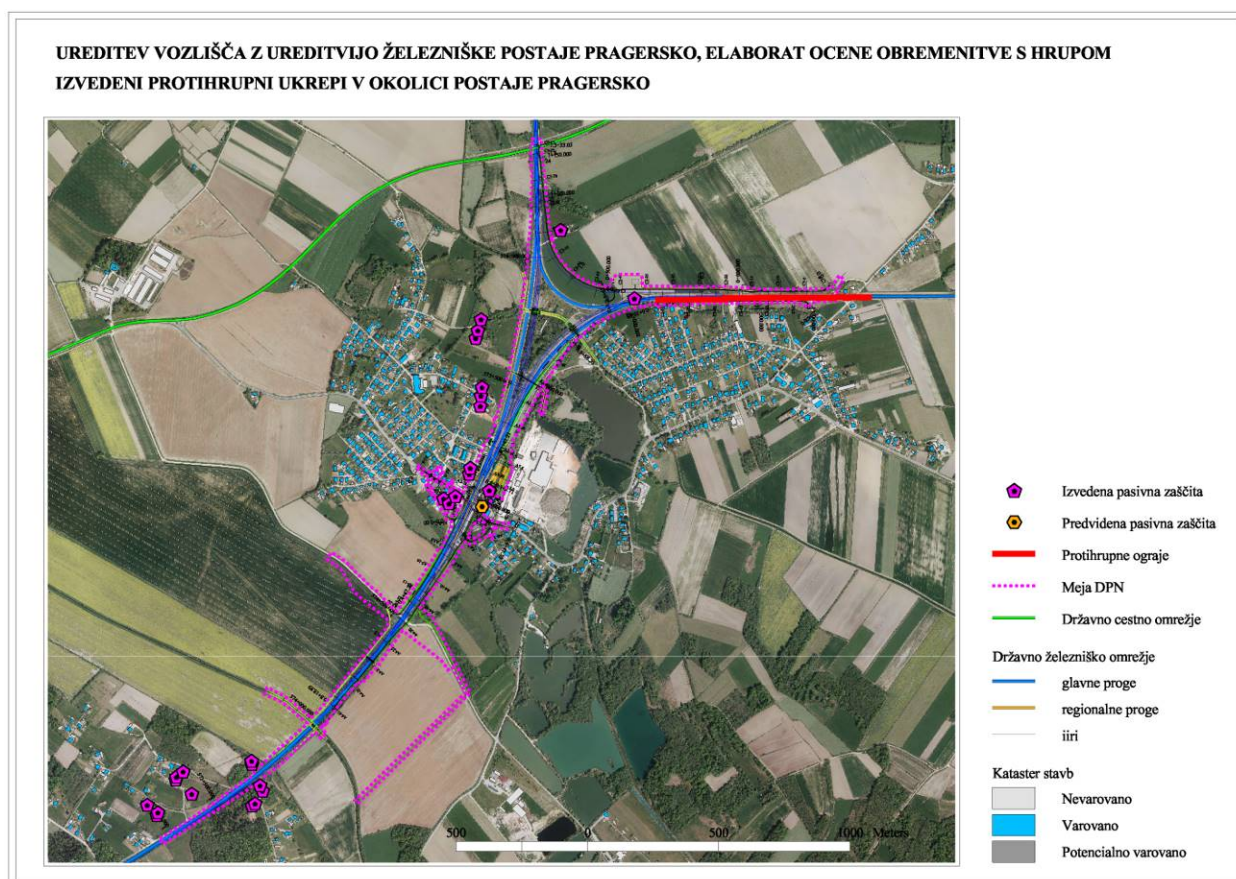 UREDITEV VOZLIŠČA Z UREDITVIJO ŽELEZNIŠKE POSTAJE PRAGERSKO, ELABORAT OCENE OBREMENITVE S HRUPOM
IZVEDENI PROTIHRUPNI UKREPI V OKOLICI POSTAJE PRAGERSKO
Izvedena pasivna zaščita
Predvidena pasivna zaščita
Protihrupne ograje
Meja DPN
Državno cestno omrežje
Državno železniško omrežje
glavne proge
regionalne proge
iiri
Kataster stavb
Nevarovano
Varovano
Potencialno varovano
500 0 500 1000 Meters